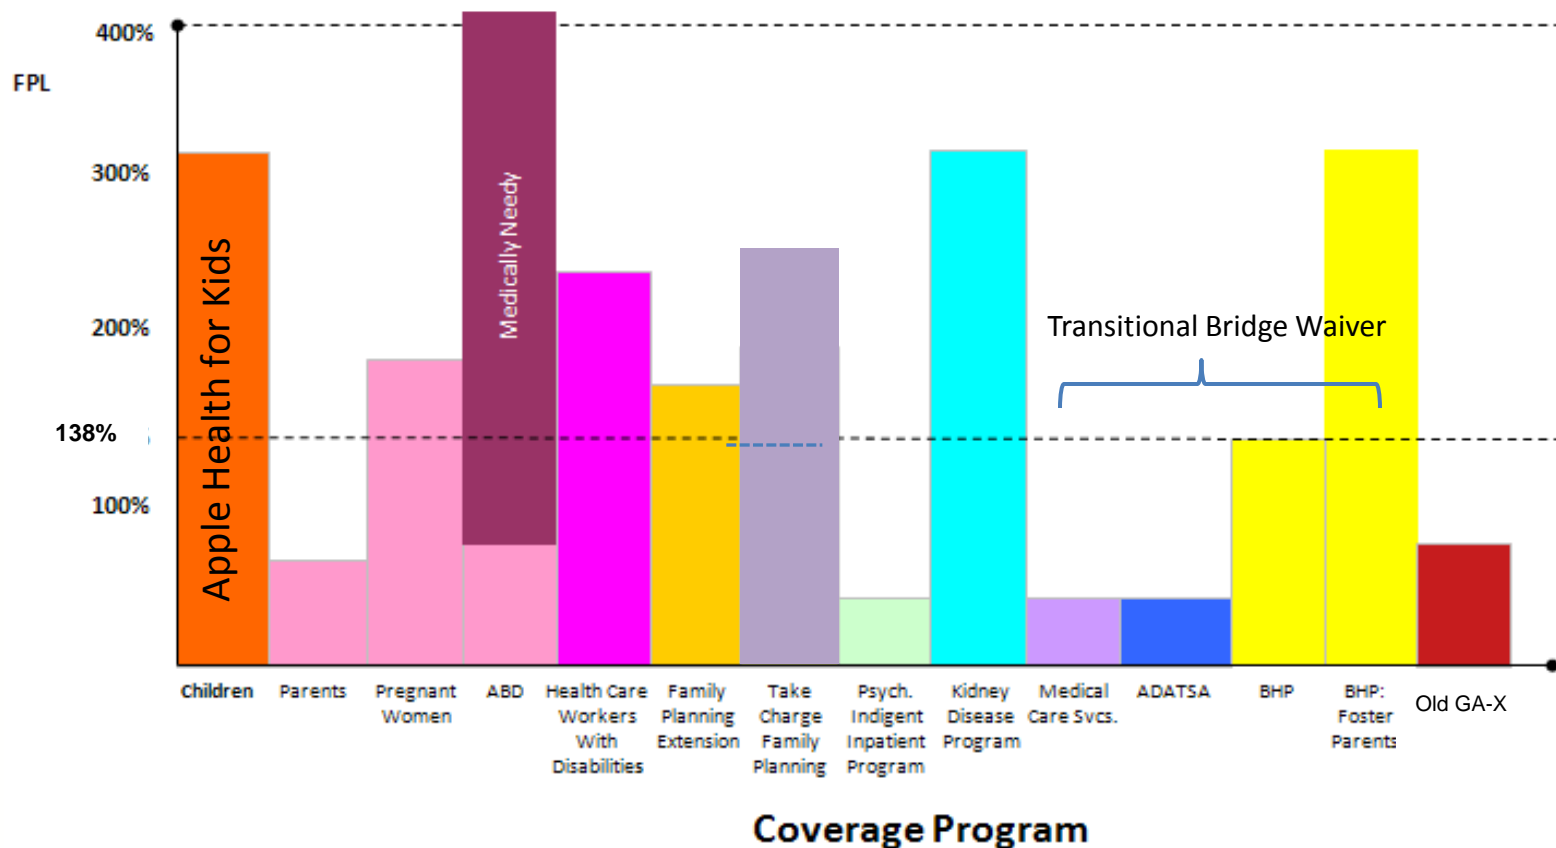 400%
FPL
300%
200%
138%
100%
Apple Health for Kids
Medically Needy
Transitional Bridge Waiver
Children
Parents
Pregnant
Women
ABD
Health Care
Workers
With
Disabilities
Family
Planning
Extension
Take
Charge
Family
Planning
Psych.
Indigent
Inpatient
Program
Kidney
Disease
Program
Medical
Care Svcs.
ADATSA
BHP
BHP:
Foster
Parents
Old GA-X
Coverage Program